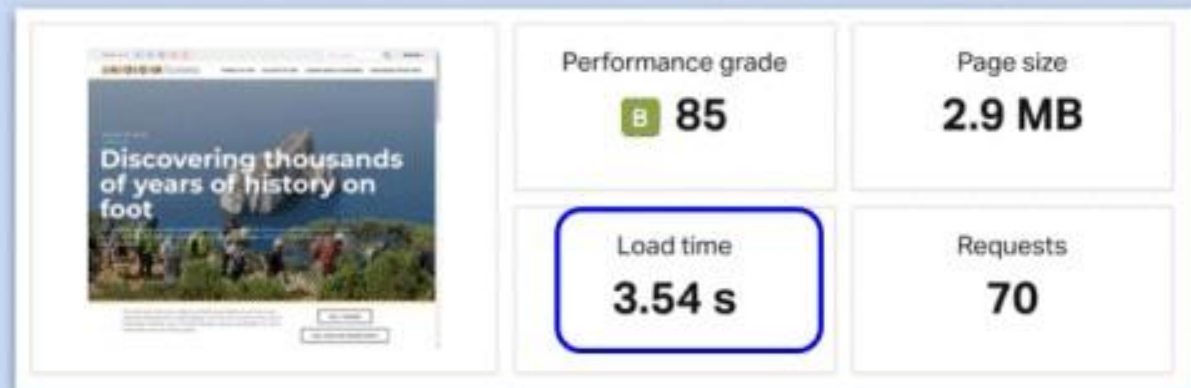 Performance grade
B 85
Page size
2.9 MB
Discovering thousands
of years of history on
foot
Load time
3.54 s
Requests
70